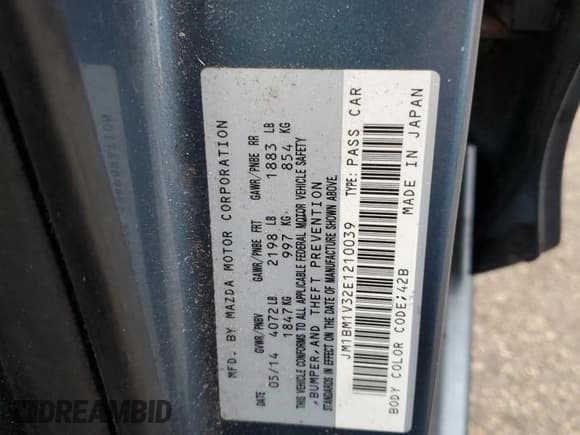 MFD. BY MAZDA MOTOR CORPORATION
DATE GVWR/PNBV GAWR/PNBE FRT GAWR/PNBE RR
05/14 4072 LB 2198 LB 1883 LB
1847 KG 997 KG 854 KG
THIS VEHICLE CONFORMS TO ALL APPLICABLE FEDERAL MOTOR VEHICLE SAFETY
,BUMPER,AND THEFT PREVENTION
STANDARDS IN EFFECT ON THE DATE OF MANUFACTURE SHOWN ABOVE.
JM1BM1V32E1210039 TYPE: PASS CAR
BODY COLOR CODE;42B MADE IN JAPAN
DREAMBID